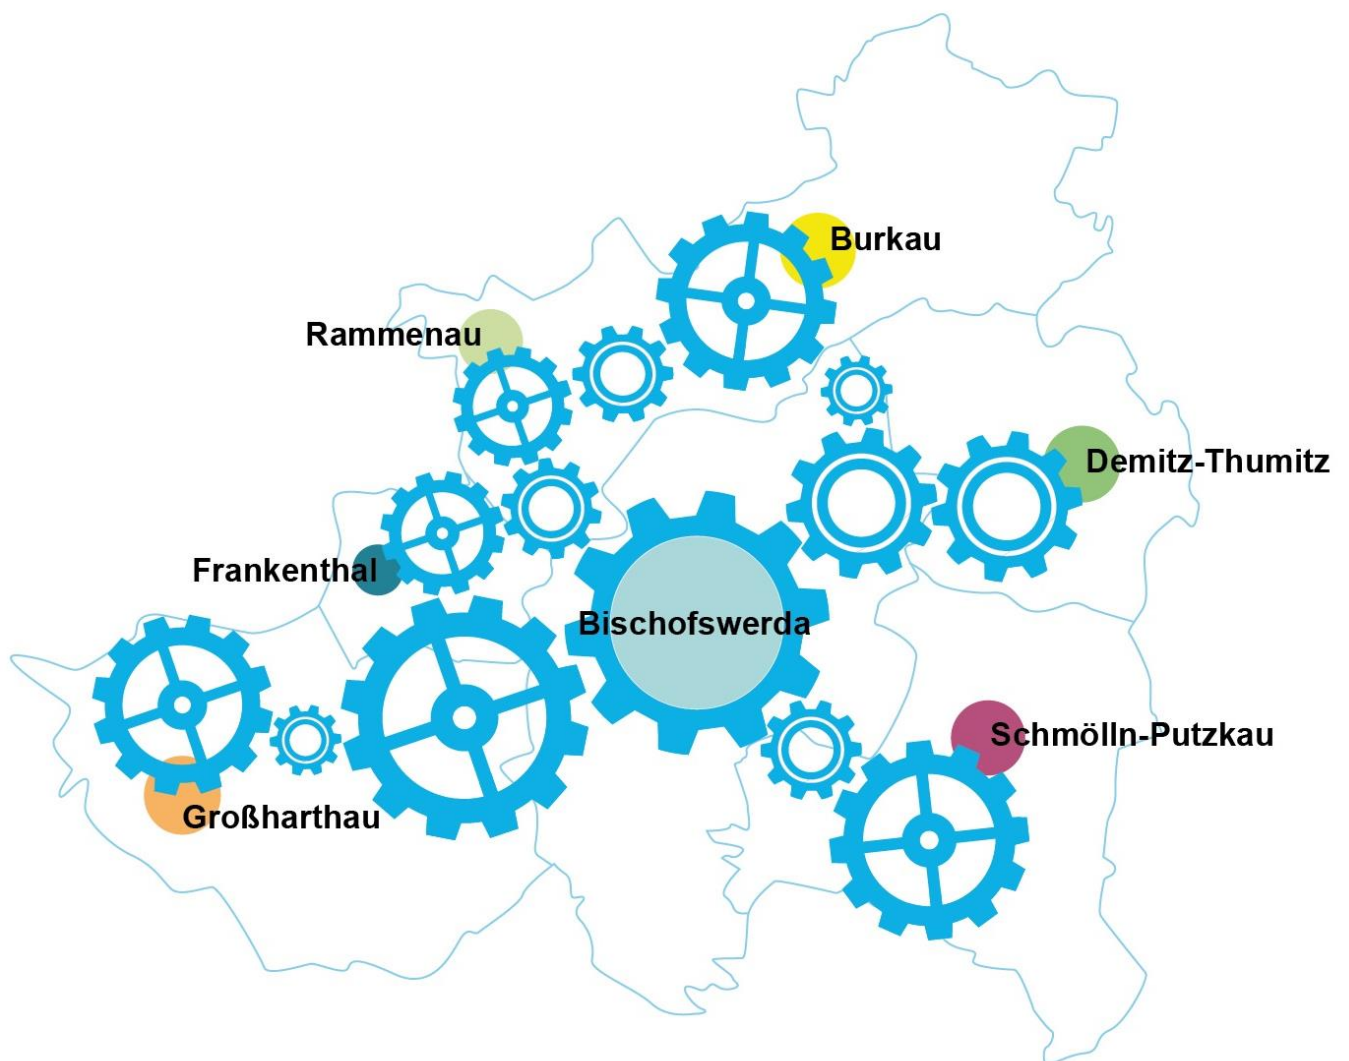 Burkau
Rammenau
Demitz-Thumitz
Frankenthal
Bischofswerda
Schmölln-Putzkau
Großharthau